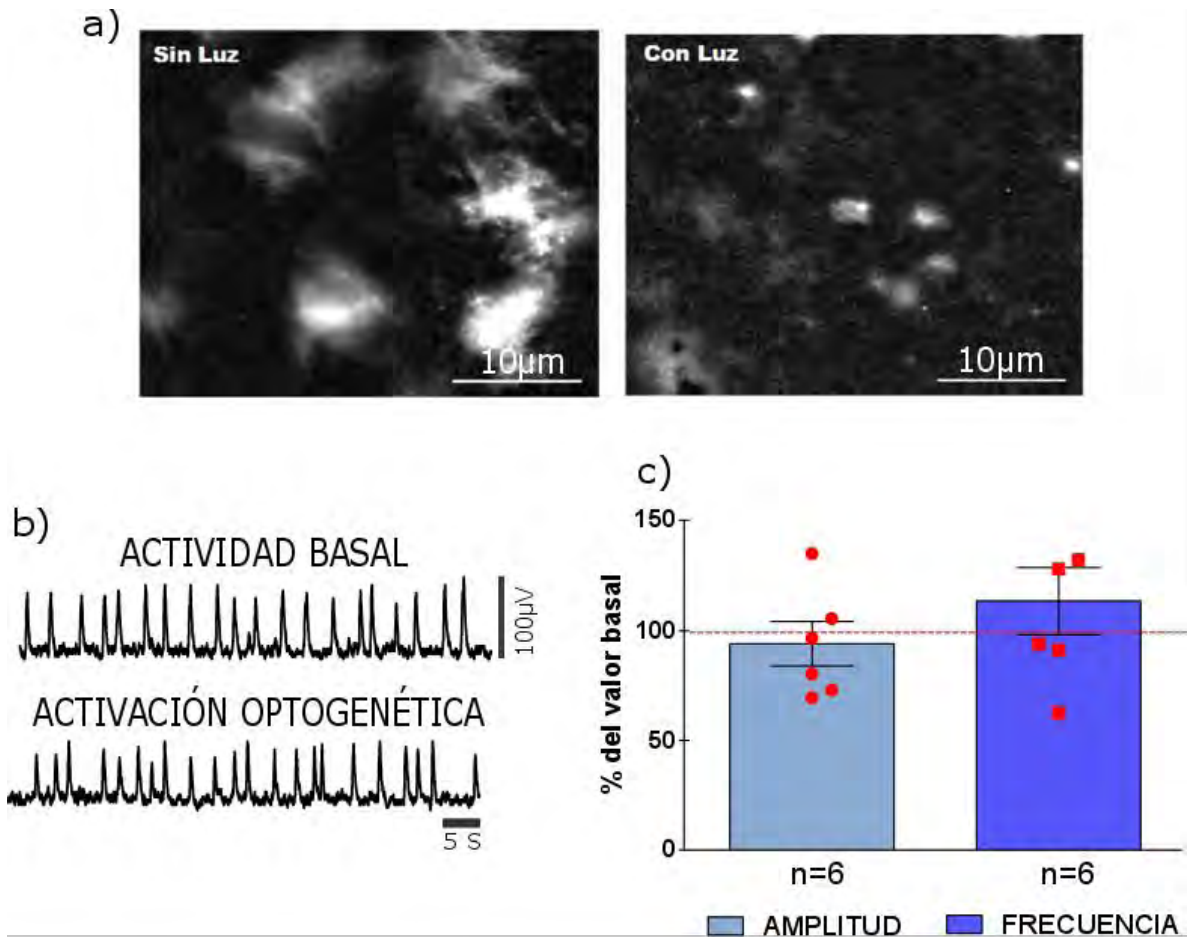 a)
Sin Luz
Con Luz
10µm
10µm
b)
ACTIVIDAD BASAL
100µV
ACTIVACIÓN OPTOGENÉTICA
5 S
c)
% del valor basal
150
100
50
0
n=6
n=6
AMPLITUD
FRECUENCIA